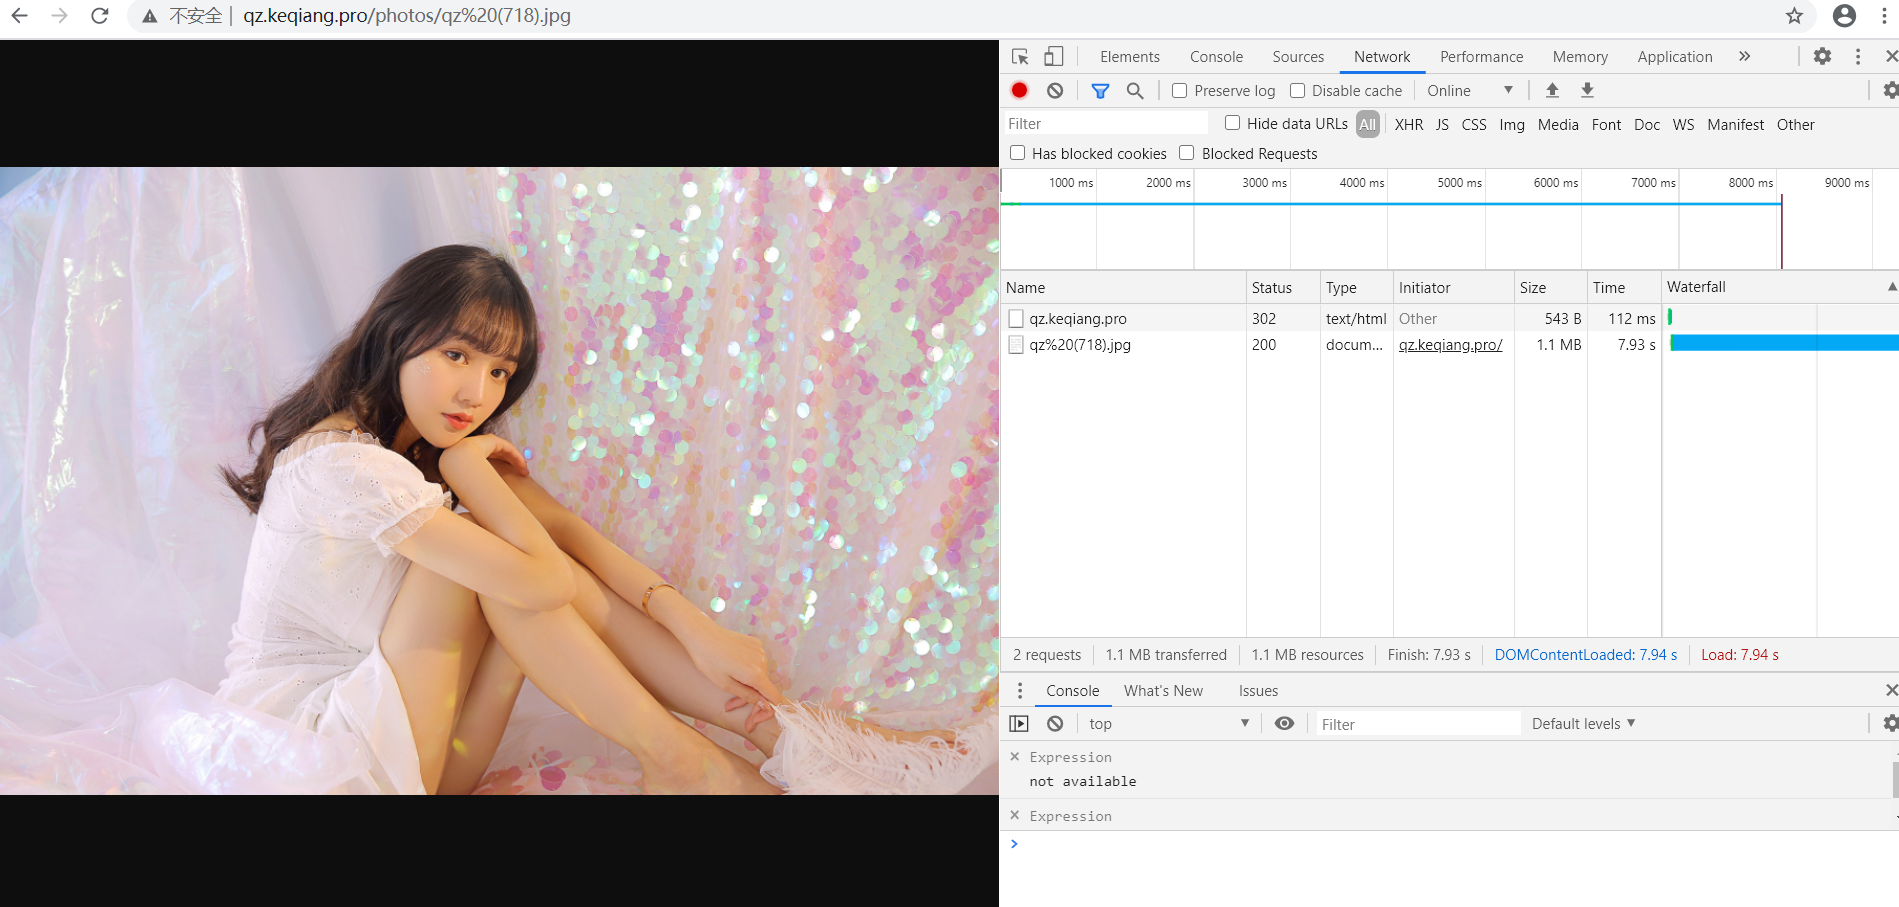 不安全 qz.keqiang.pro/photos/qz%20(718).jpg
Elements Console Sources Network Performance Memory Application
Preserve log Disable cache Online
Filter Hide data URLs All XHR JS CSS Img Media Font Doc WS Manifest Other
Has blocked cookies Blocked Requests
1000 ms 2000 ms 3000 ms 4000 ms 5000 ms 6000 ms 7000 ms 8000 ms 9000 ms
Name Status Type Initiator Size Time Waterfall
qz.keqiang.pro 302 text/html Other 543 B 112 ms
qz%20(718).jpg 200 docum... qz.keqiang.pro/ 1.1 MB 7.93 s
2 requests 1.1 MB transferred 1.1 MB resources Finish: 7.93 s DOMContentLoaded: 7.94 s Load: 7.94 s
Console What's New Issues
top Filter Default levels
Expression
not available
Expression